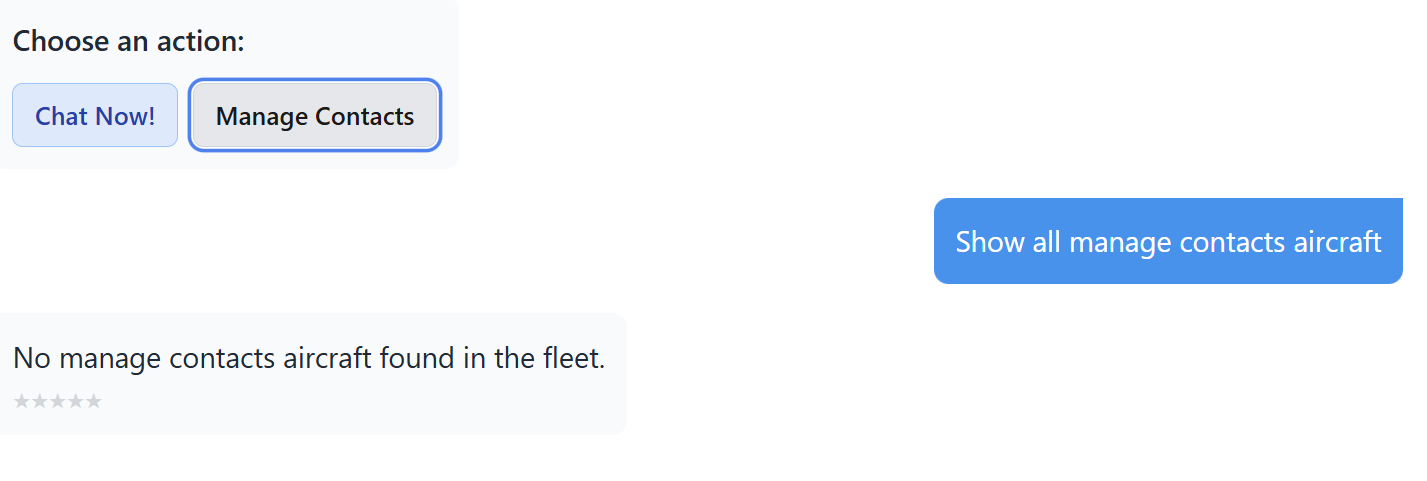 Choose an action:
Chat Now! Manage Contacts
Show all manage contacts aircraft
No manage contacts aircraft found in the fleet.
★★★★★